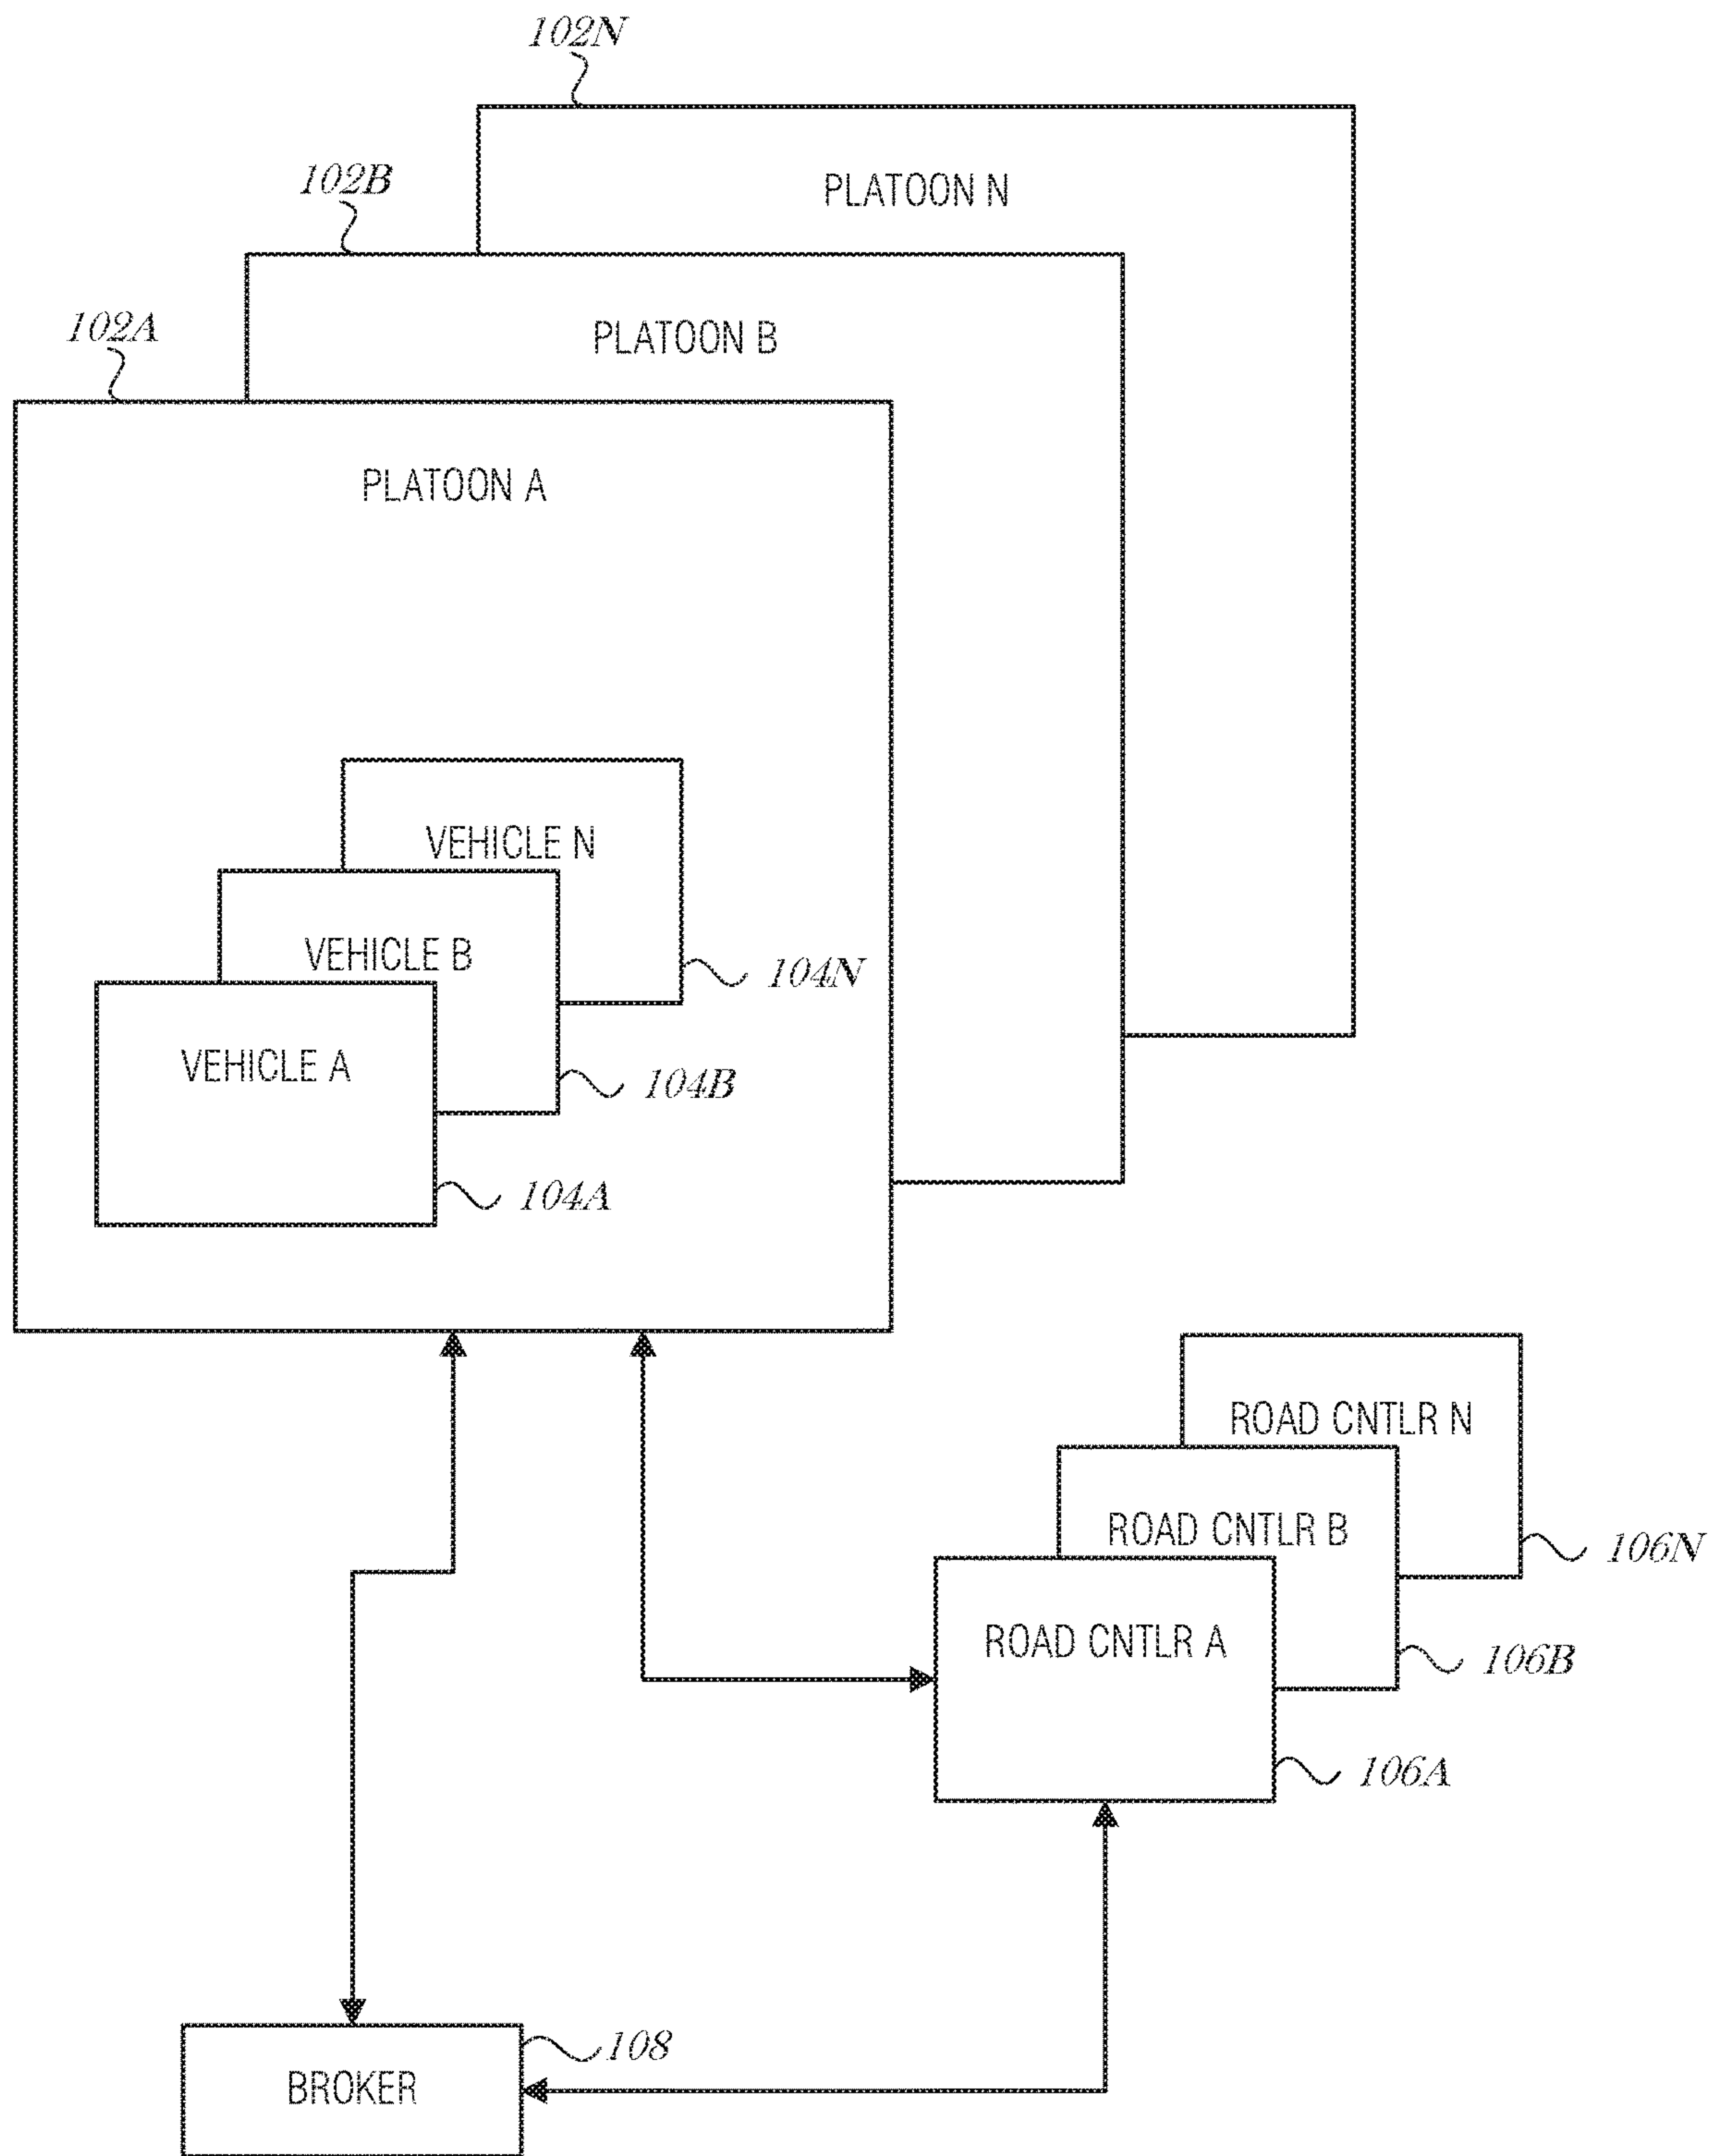 102N
PLATOON N
102B
PLATOON B
102A
PLATOON A
VEHICLE N
104N
VEHICLE B
104B
VEHICLE A
104A
ROAD CNTLR N
106N
ROAD CNTLR B
106B
ROAD CNTLR A
106A
108
BROKER